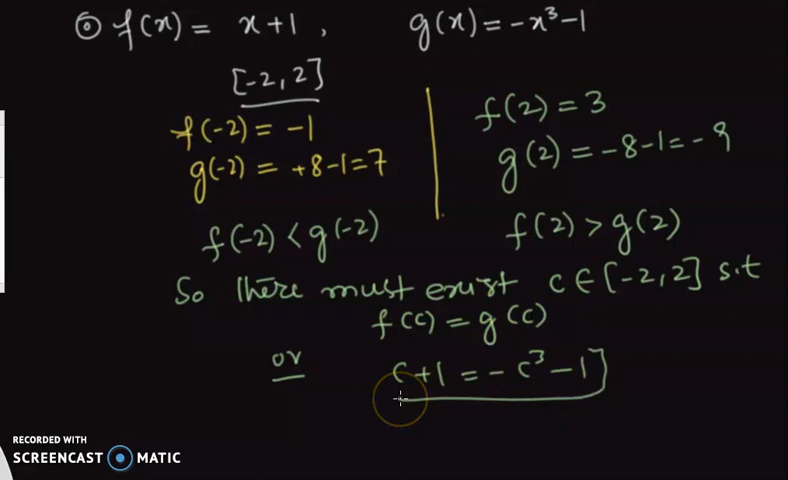 ⊙ f(x) = x+1, g(x) = -x³-1
[-2,2]
f(-2) = -1
g(-2) = +8-1=7
f(-2) < g(-2)
f(2) = 3
g(2) = -8-1=-9
f(2) > g(2)
So there must exist c ∈ [-2,2] s.t
f(c) = g(c)
or c+1 = -c³-1]
RECORDED WITH
SCREENCAST MATIC